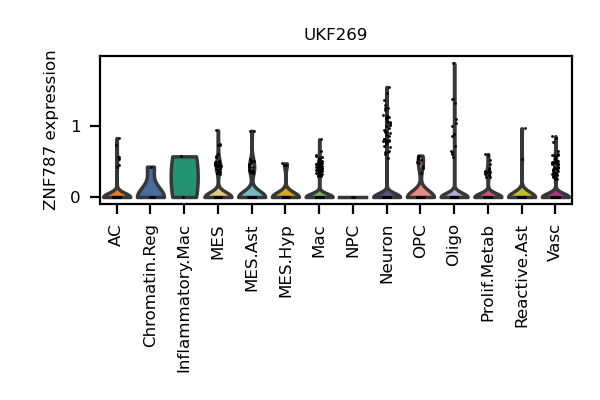 UKF269
ZNF787 expression
1
0
AC
Chromatin.Reg
Inflammatory.Mac
MES
MES.Ast
MES.Hyp
Mac
NPC
Neuron
OPC
Oligo
Prolif.Metab
Reactive.Ast
Vasc